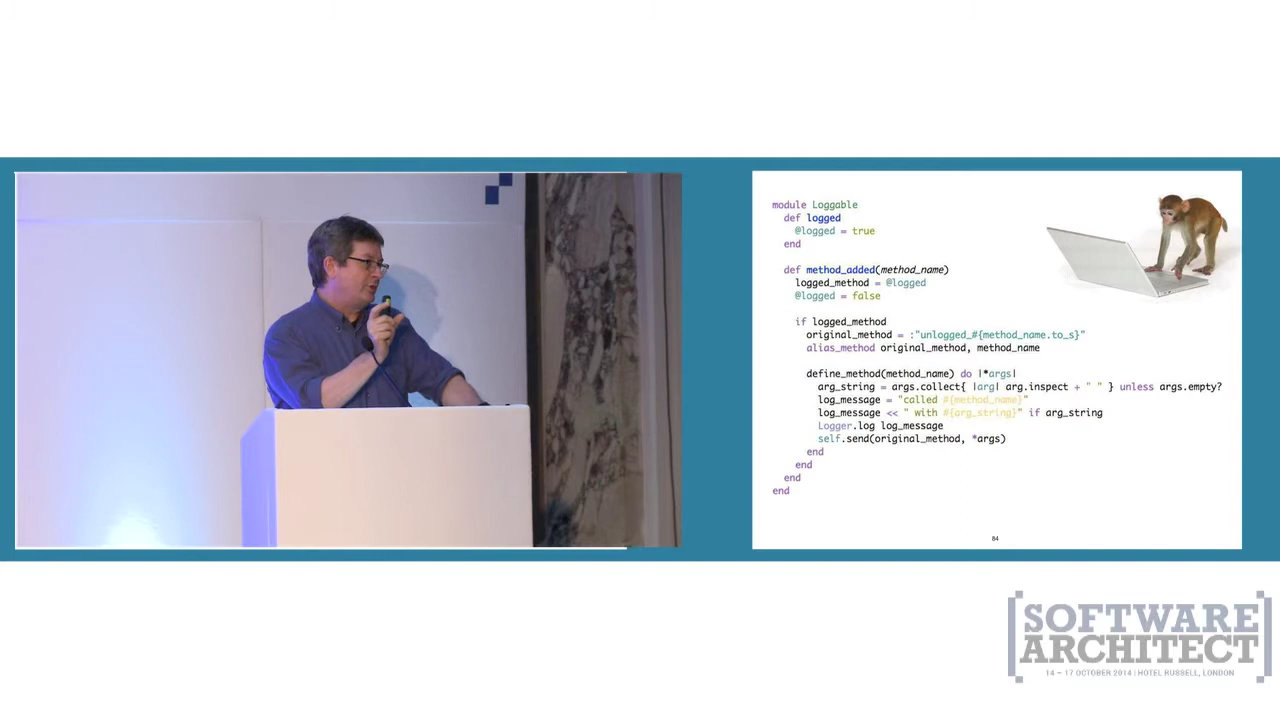 module Loggable
def logged
@logged = true
end
def method_added(method_name)
logged_method = @logged
@logged = false
if logged_method
original_method = :"unlogged_#{method_name.to_s}"
alias_method original_method, method_name
define_method(method_name) do |*args|
arg_string = args.collect{ |arg| arg.inspect + " " } unless args.empty?
log_message = "called #{method_name}"
log_message << " with #{arg_string}" if arg_string
Logger.log log_message
self.send(original_method, *args)
end
end
end
end
84
[SOFTWARE
ARCHITECT]
14 – 17 OCTOBER 2014 | HOTEL RUSSELL, LONDON